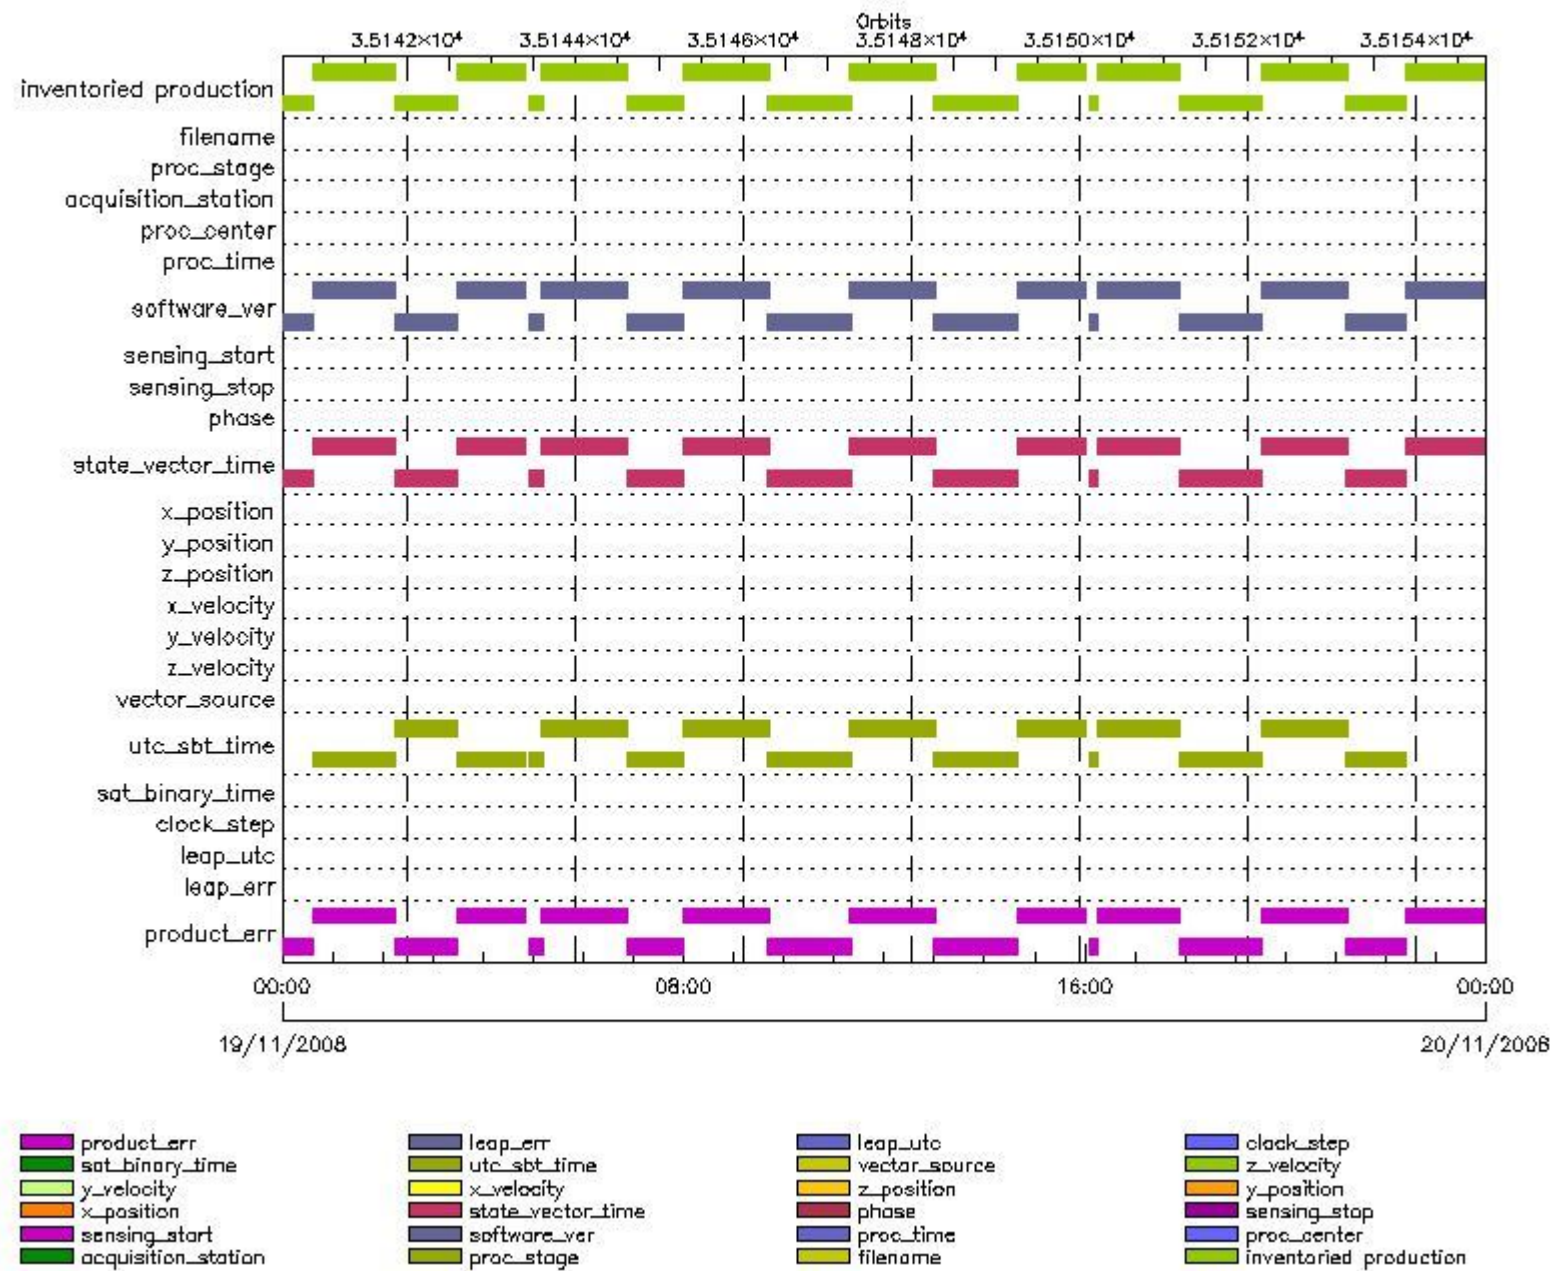 Orbits
3.5142×10⁴ 3.5144×10⁴ 3.5146×10⁴ 3.5148×10⁴ 3.5150×10⁴ 3.5152×10⁴ 3.5154×10⁴
inventoried production
filename
proc_stage
acquisition_station
proc_center
proc_time
software_ver
sensing_start
sensing_stop
phase
state_vector_time
x_position
y_position
z_position
x_velocity
y_velocity
z_velocity
vector_source
utc_sbt_time
sat_binary_time
clock_step
leap_utc
leap_err
product_err
00:00 08:00 16:00 00:00
19/11/2008 20/11/2008
product_err leap_err leap_utc clock_step
sat_binary_time utc_sbt_time vector_source z_velocity
y_velocity x_velocity z_position y_position
x_position state_vector_time phase sensing_stop
sensing_start software_ver proc_time proc_center
acquisition_station proc_stage filename inventoried production